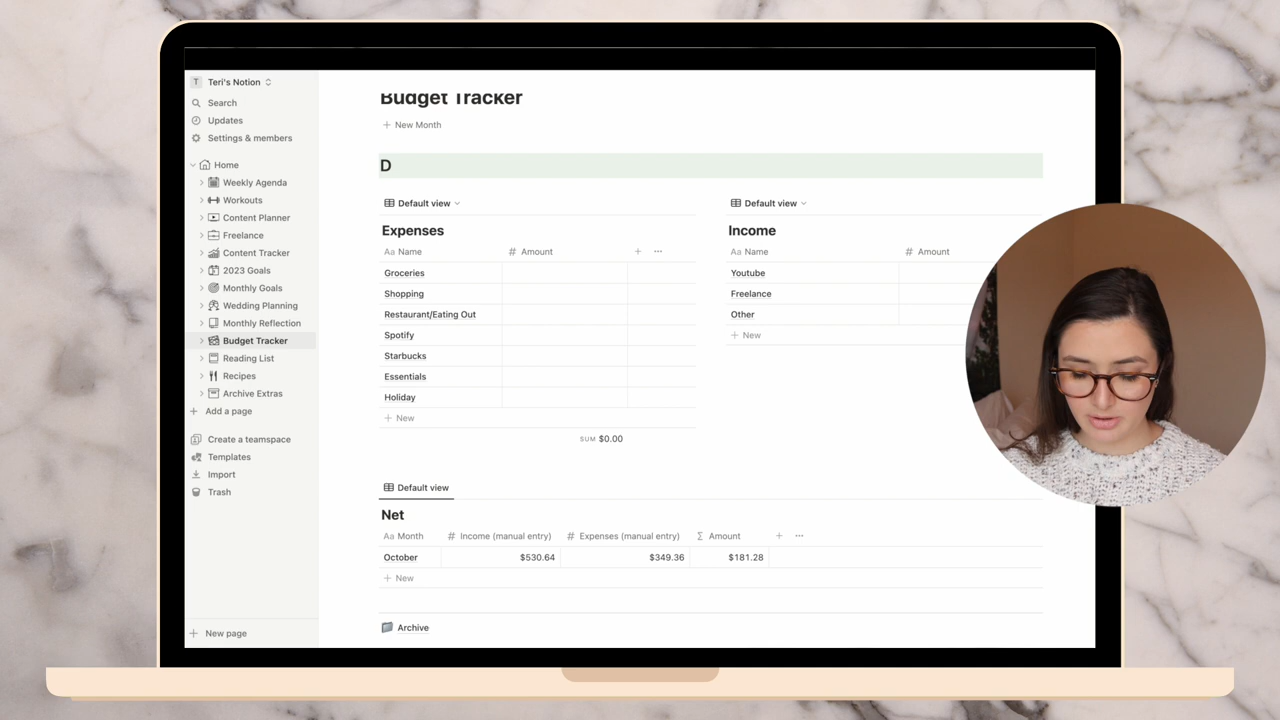 T Teri's Notion
Search
Updates
Settings & members
Home
Weekly Agenda
Workouts
Content Planner
Freelance
Content Tracker
2023 Goals
Monthly Goals
Wedding Planning
Monthly Reflection
Budget Tracker
Reading List
Recipes
Archive Extras
+ Add a page
Create a teamspace
Templates
Import
Trash
+ New page
Budget Tracker
+ New Month
D
Default view
Expenses
Aa Name # Amount + ...
Groceries
Shopping
Restaurant/Eating Out
Spotify
Starbucks
Essentials
Holiday
+ New
SUM $0.00
Default view
Income
Aa Name # Amount
Youtube
Freelance
Other
+ New
Default view
Net
Aa Month # Income (manual entry) # Expenses (manual entry) Σ Amount + ...
October $530.64 $349.36 $181.28
+ New
Archive